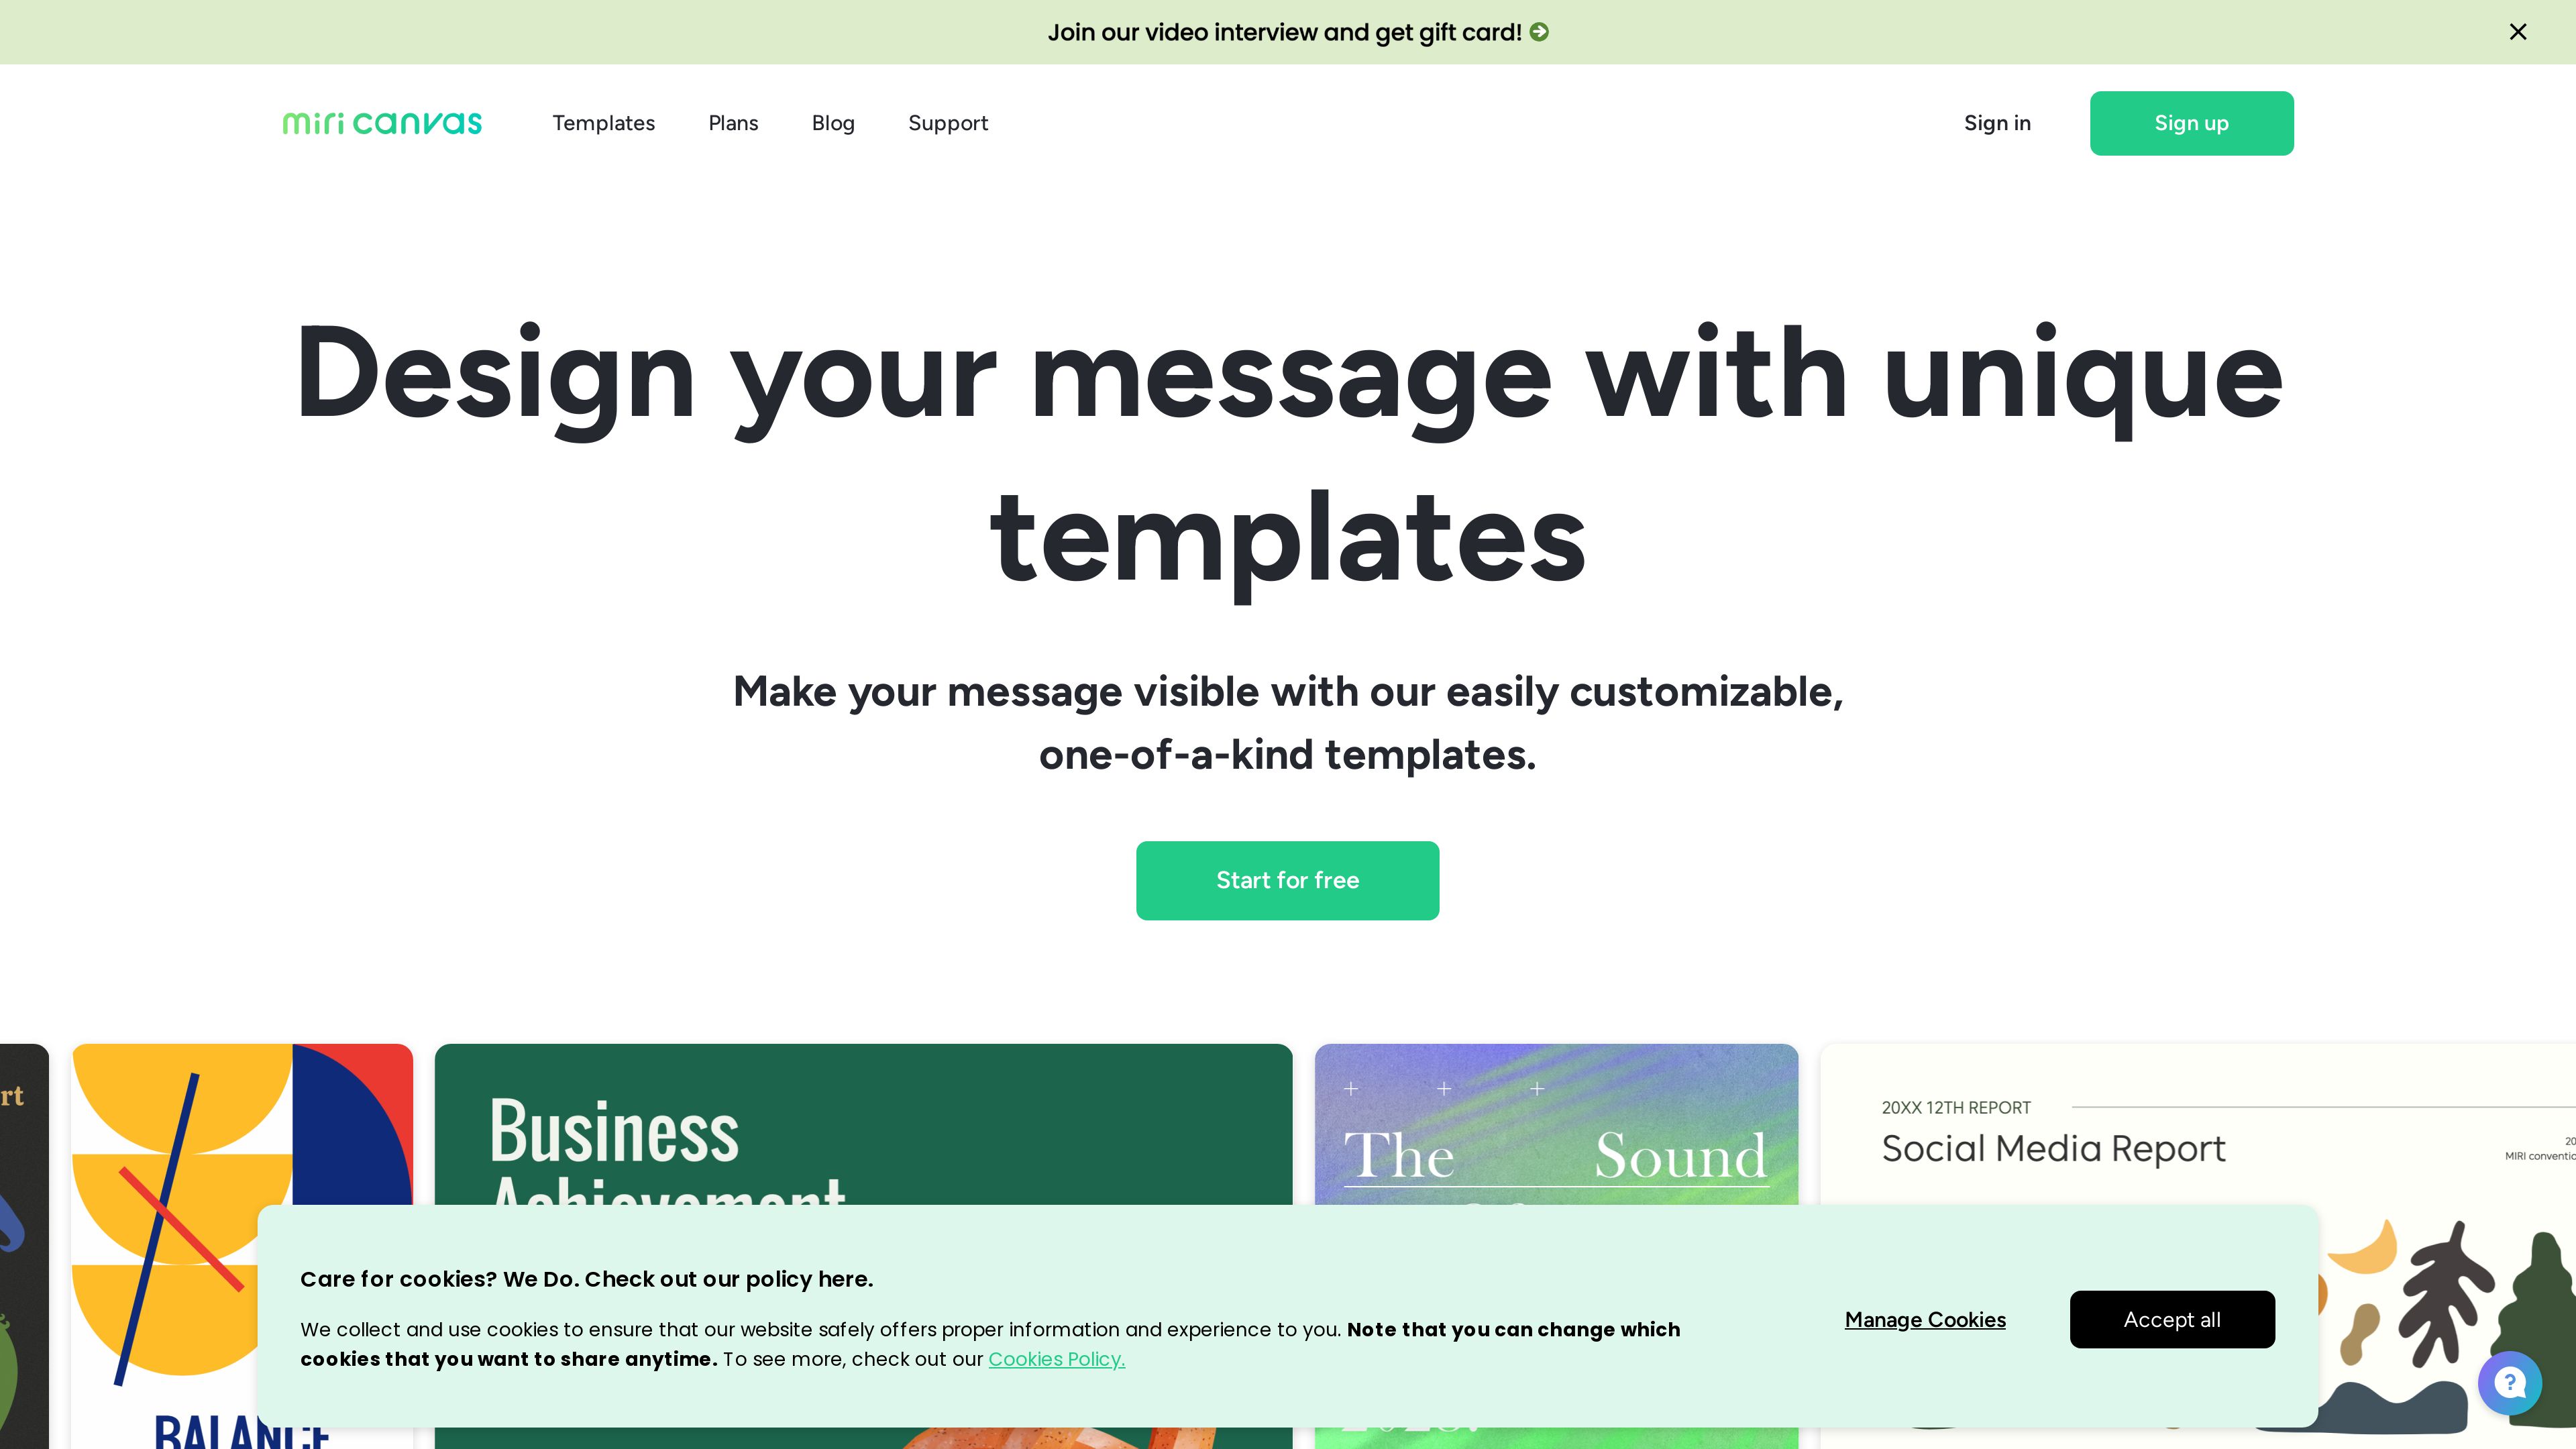 Join our video interview and get gift card!
miri canvas
Templates
Plans
Blog
Support
Sign in
Sign up
Design your message with unique
templates
Make your message visible with our easily customizable,
one-of-a-kind templates.
Start for free
rt
BALANCE
Business
Achievement
The Sound
20XX 12TH REPORT
Social Media Report
20
MIRI conventio
Care for cookies? We Do. Check out our policy here.
We collect and use cookies to ensure that our website safely offers proper information and experience to you. Note that you can change which
cookies that you want to share anytime. To see more, check out our Cookies Policy.
Manage Cookies
Accept all